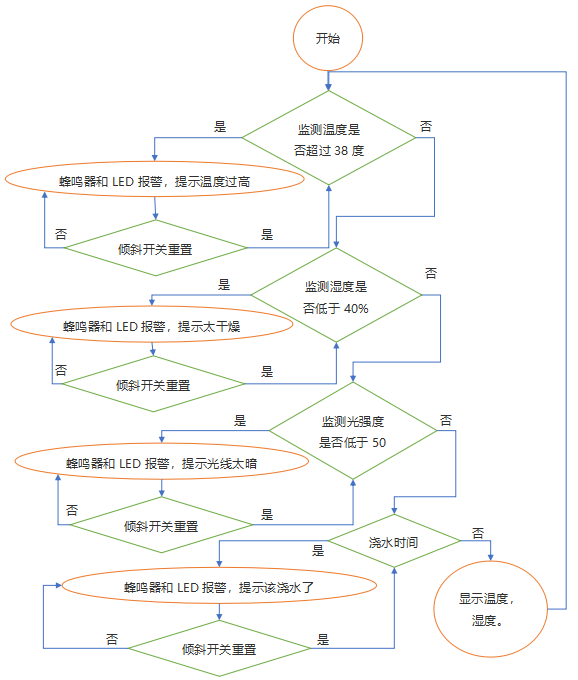 开始
监测温度是
否超过 38 度
是
否
蜂鸣器和 LED 报警，提示温度过高
否
倾斜开关重置
是
监测湿度是
否低于 40%
是
否
蜂鸣器和 LED 报警，提示太干燥
否
倾斜开关重置
是
监测光强度
是否低于 50
是
否
蜂鸣器和 LED 报警，提示光线太暗
否
倾斜开关重置
是
浇水时间
是
否
蜂鸣器和 LED 报警，提示该浇水了
显示温度，
湿度。
否
倾斜开关重置
是